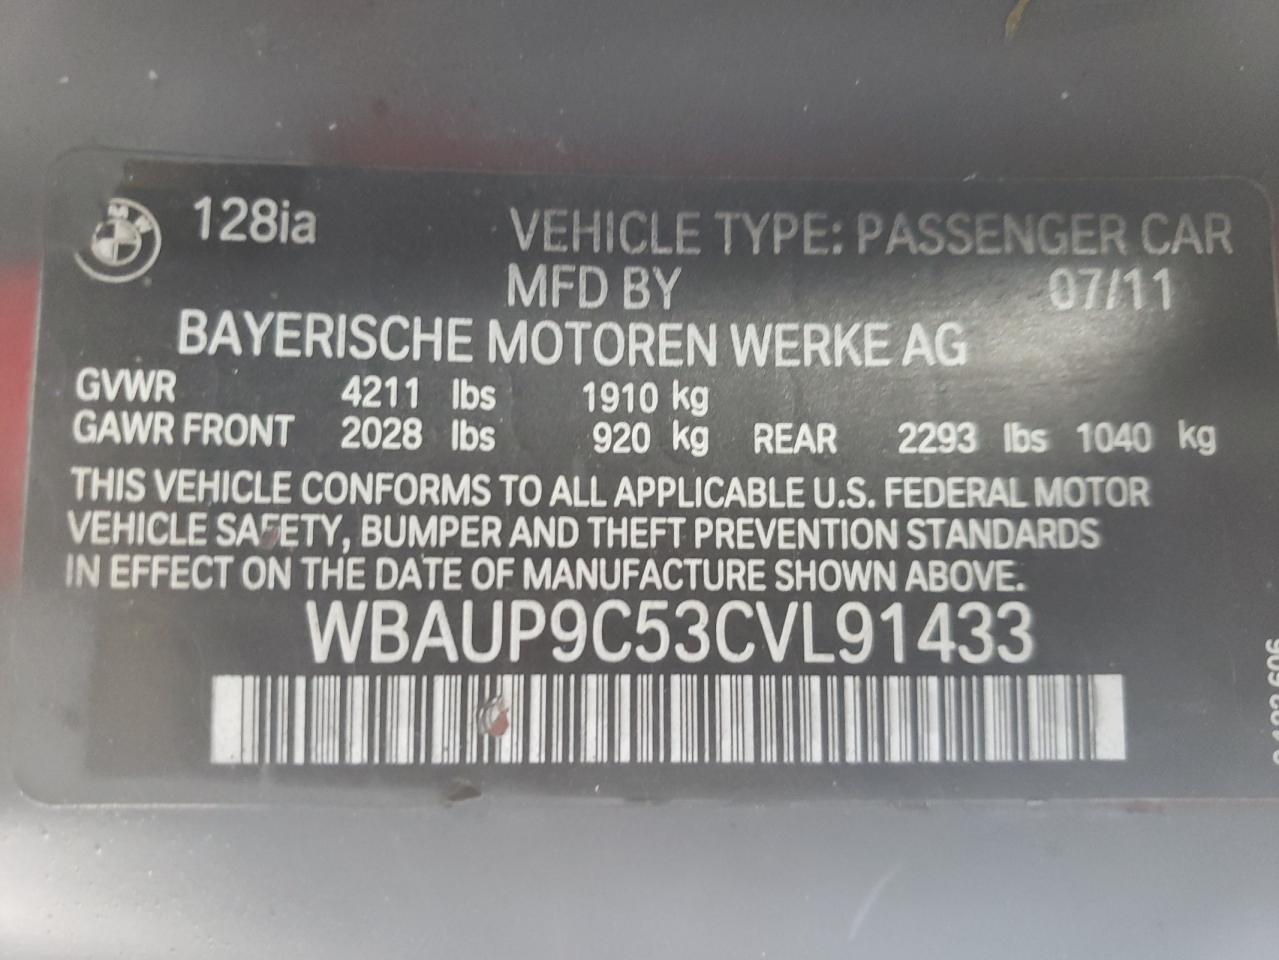 BMW 128ia VEHICLE TYPE: PASSENGER CAR
MFD BY 07/11
BAYERISCHE MOTOREN WERKE AG
GVWR 4211 lbs 1910 kg
GAWR FRONT 2028 lbs 920 kg REAR 2293 lbs 1040 kg
THIS VEHICLE CONFORMS TO ALL APPLICABLE U.S. FEDERAL MOTOR
VEHICLE SAFETY, BUMPER AND THEFT PREVENTION STANDARDS
IN EFFECT ON THE DATE OF MANUFACTURE SHOWN ABOVE.
WBAUP9C53CVL91433